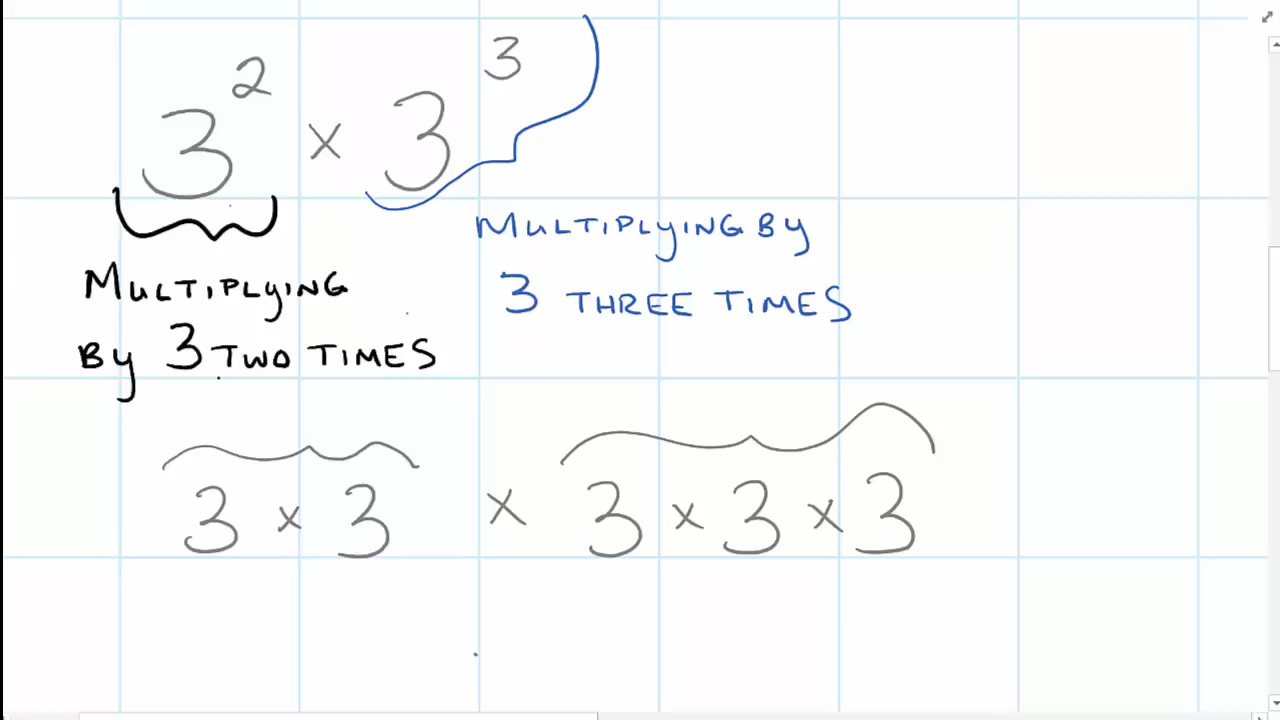 3² × 3³
MULTIPLYING BY
3 THREE TIMES
MULTIPLYING
BY 3 TWO TIMES
3 × 3 × 3 × 3 × 3